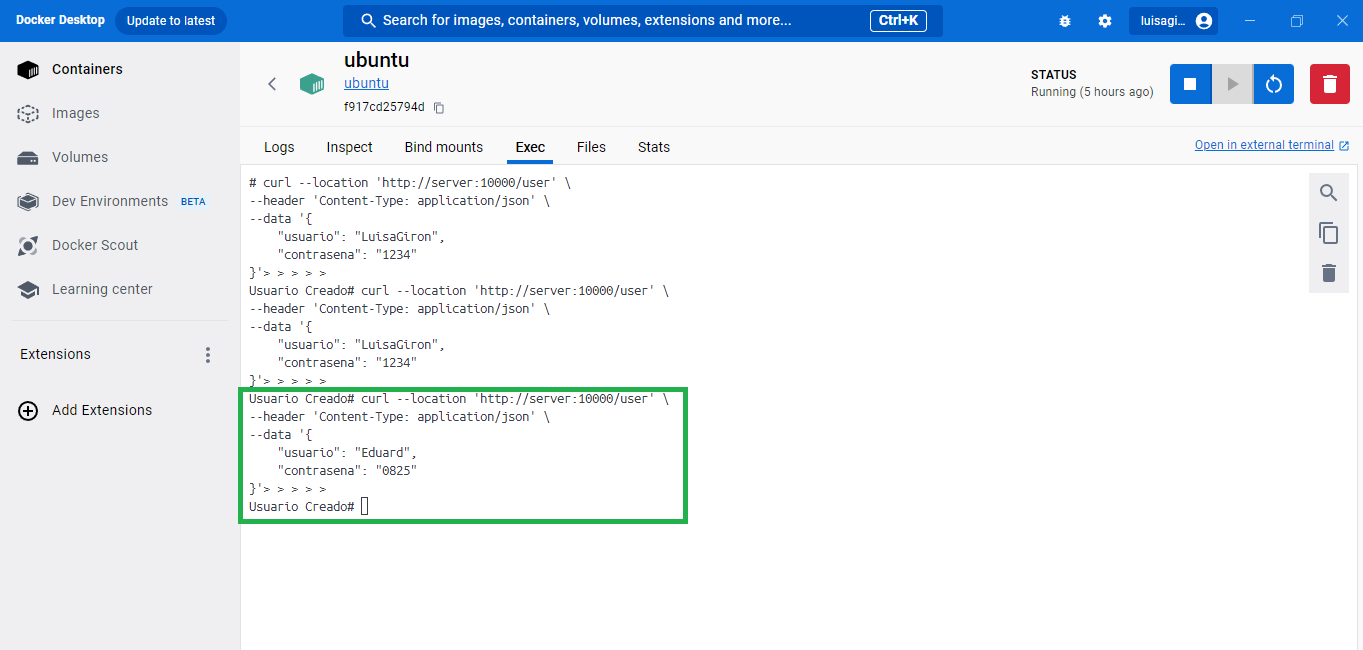 Docker Desktop
Update to latest
Search for images, containers, volumes, extensions and more...
Ctrl+K
luisagi...
Containers
Images
Volumes
Dev Environments BETA
Docker Scout
Learning center
Extensions
Add Extensions
ubuntu
ubuntu
f917cd25794d
STATUS
Running (5 hours ago)
Logs
Inspect
Bind mounts
Exec
Files
Stats
Open in external terminal
# curl --location 'http://server:10000/user' \
--header 'Content-Type: application/json' \
--data '{
    "usuario": "LuisaGiron",
    "contrasena": "1234"
}'> > > > >
Usuario Creado# curl --location 'http://server:10000/user' \
--header 'Content-Type: application/json' \
--data '{
    "usuario": "LuisaGiron",
    "contrasena": "1234"
}'> > > > >
Usuario Creado# curl --location 'http://server:10000/user' \
--header 'Content-Type: application/json' \
--data '{
    "usuario": "Eduard",
    "contrasena": "0825"
}'> > > > >
Usuario Creado#